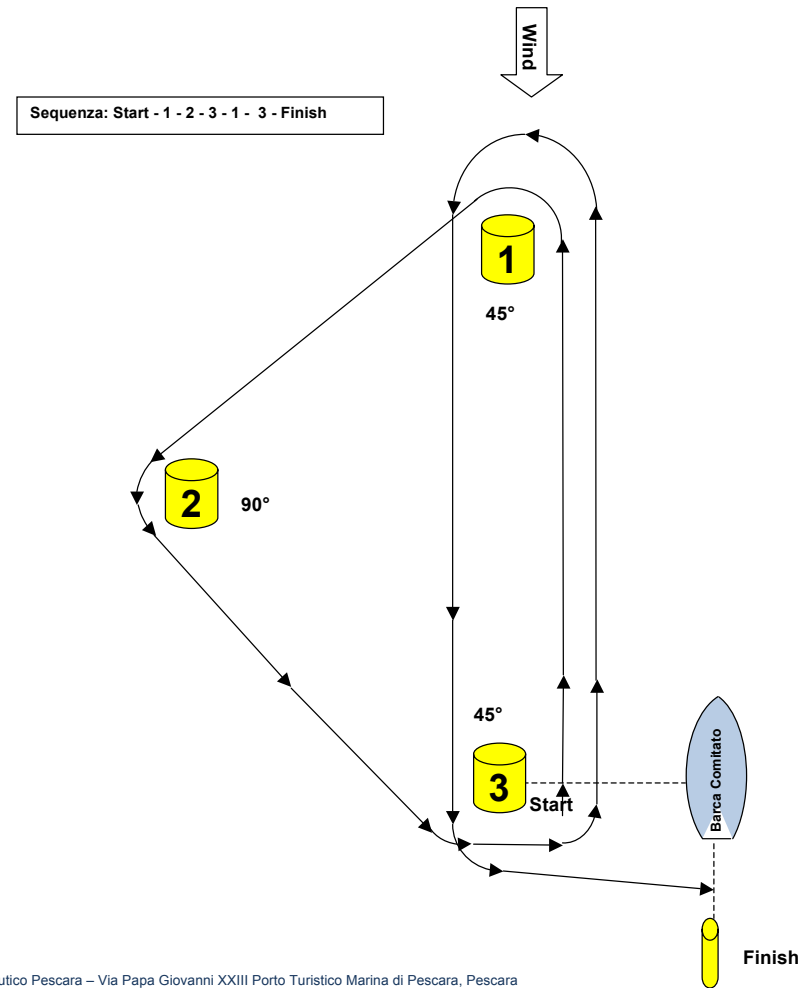 Wind
Sequenza: Start - 1 - 2 - 3 - 1 - 3 - Finish
1
45°
2
90°
45°
3
Start
Barca Comitato
Finish
utico Pescara – Via Papa Giovanni XXIII Porto Turistico Marina di Pescara, Pescara